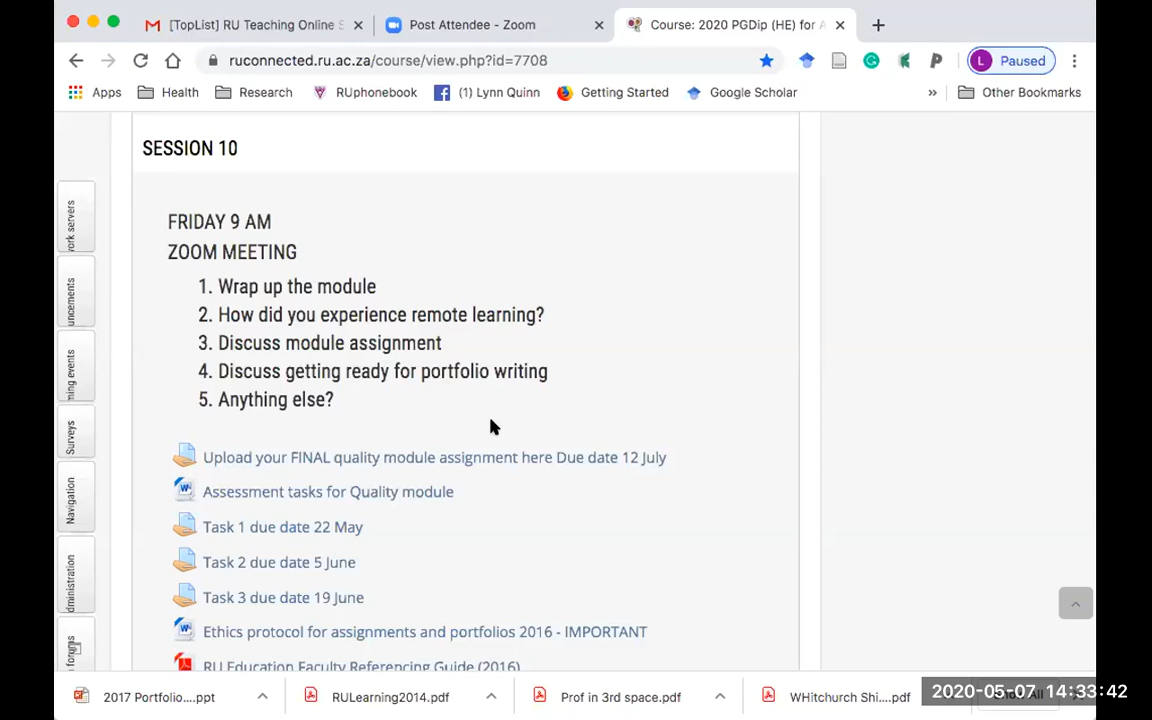 [TopList] RU Teaching Online S
Post Attendee - Zoom
Course: 2020 PGDip (HE) for A
ruconnected.ru.ac.za/course/view.php?id=7708
L Paused
Apps
Health
Research
RUphonebook
(1) Lynn Quinn
Getting Started
Google Scholar
»
Other Bookmarks
SESSION 10
FRIDAY 9 AM
ZOOM MEETING
1. Wrap up the module
2. How did you experience remote learning?
3. Discuss module assignment
4. Discuss getting ready for portfolio writing
5. Anything else?
Upload your FINAL quality module assignment here Due date 12 July
Assessment tasks for Quality module
Task 1 due date 22 May
Task 2 due date 5 June
Task 3 due date 19 June
Ethics protocol for assignments and portfolios 2016 - IMPORTANT
RU Education Faculty Referencing Guide (2016)
ork servers
uncements
ning events
Surveys
Navigation
dministration
forums
2017 Portfolio....ppt
RULearning2014.pdf
Prof in 3rd space.pdf
WHitchurch Shi....pdf
2020-05-07 14:33:42